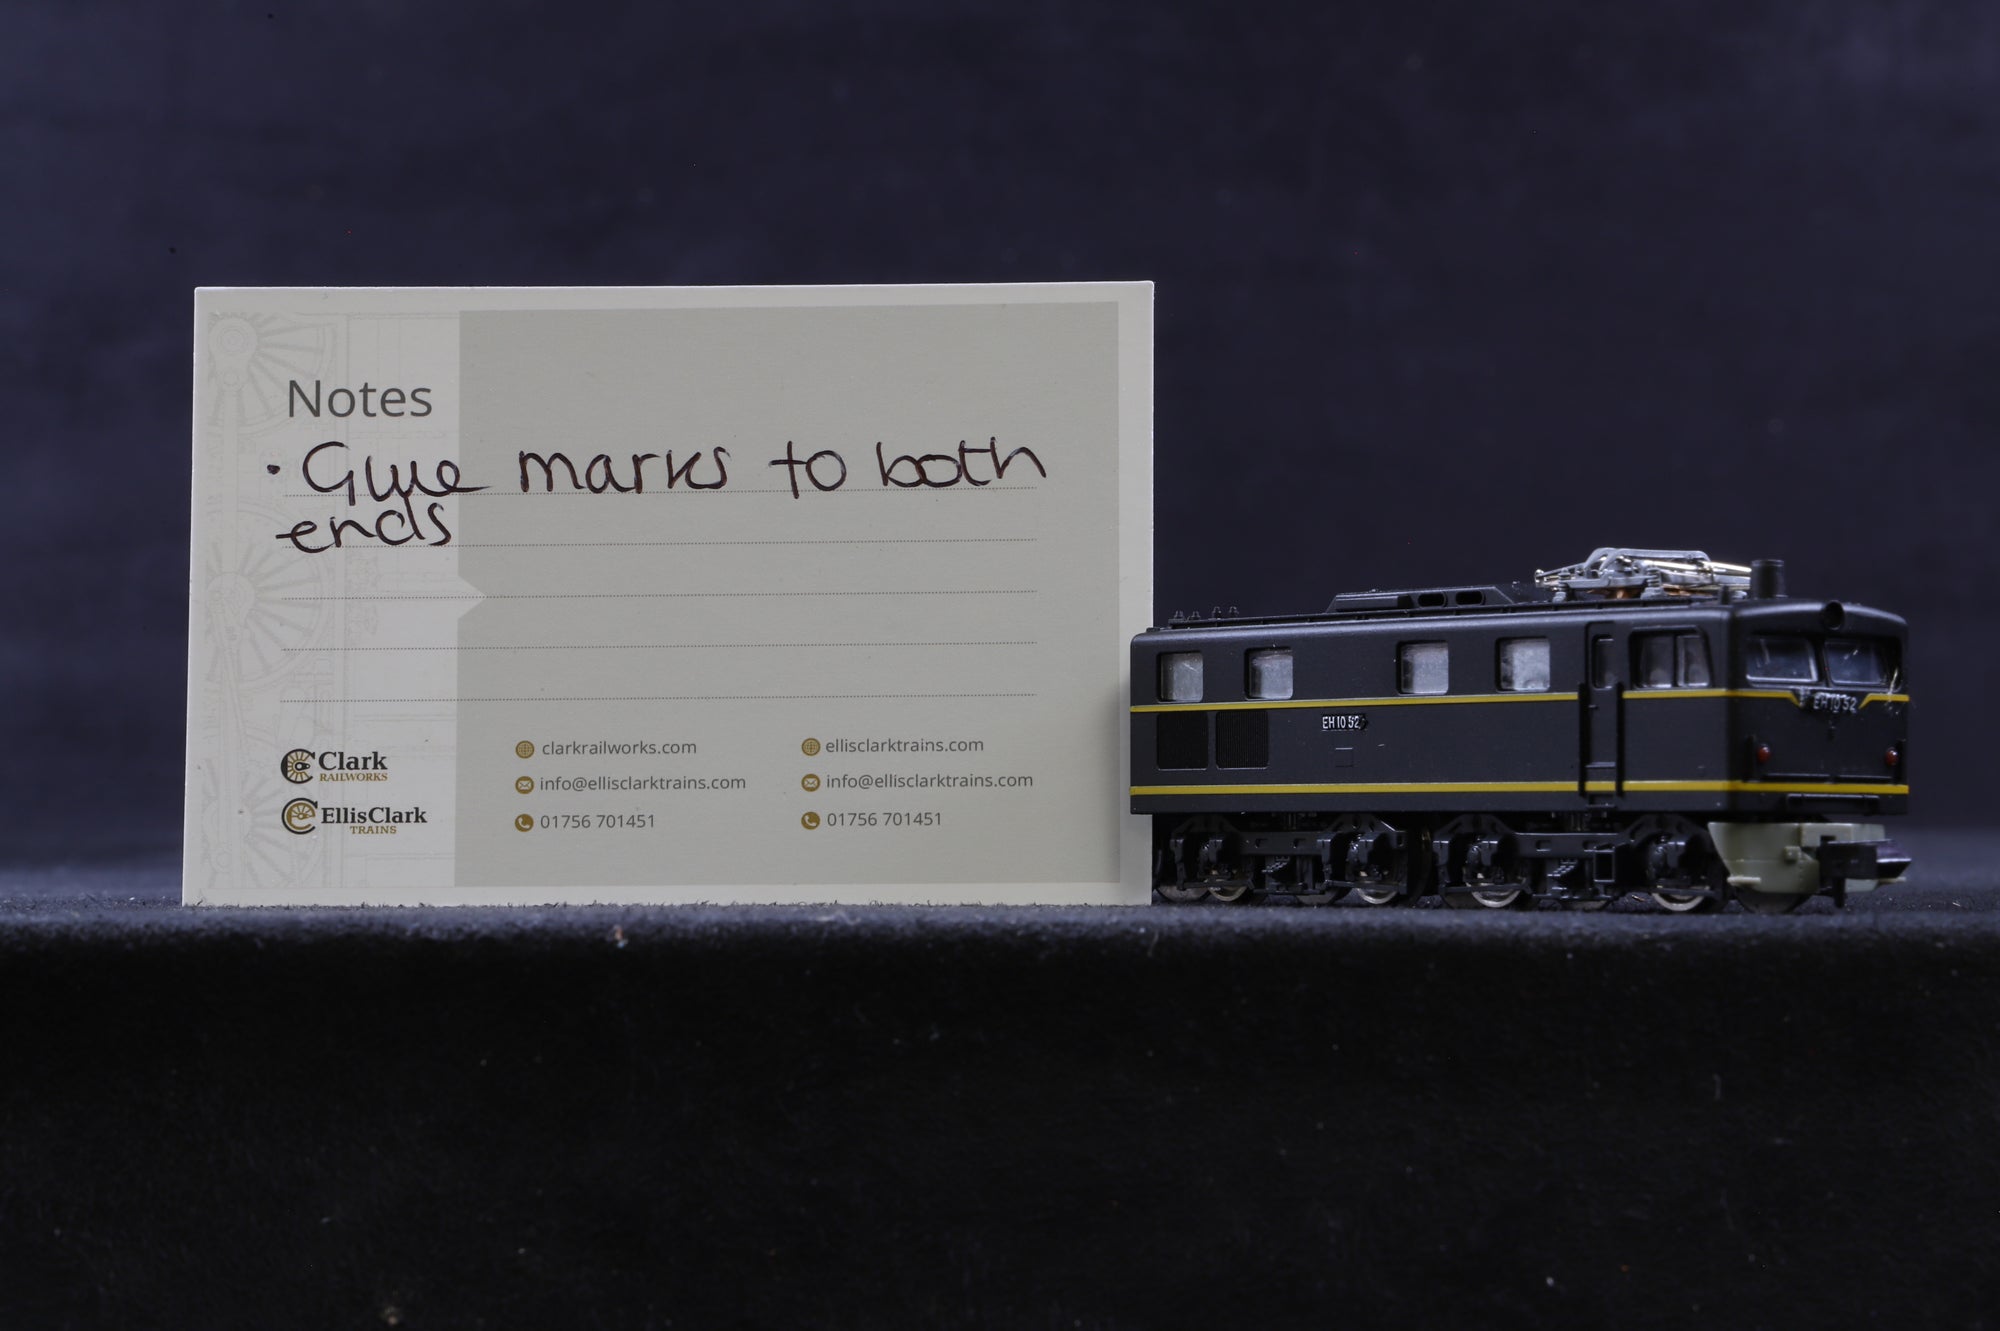 Notes
· Glue marks to both
ends
Clark
RAILWORKS
EllisClark
TRAINS
clarkrailworks.com
info@ellisclarktrains.com
01756 701451
ellisclarktrains.com
info@ellisclarktrains.com
01756 701451
EH10 52
EH10 52